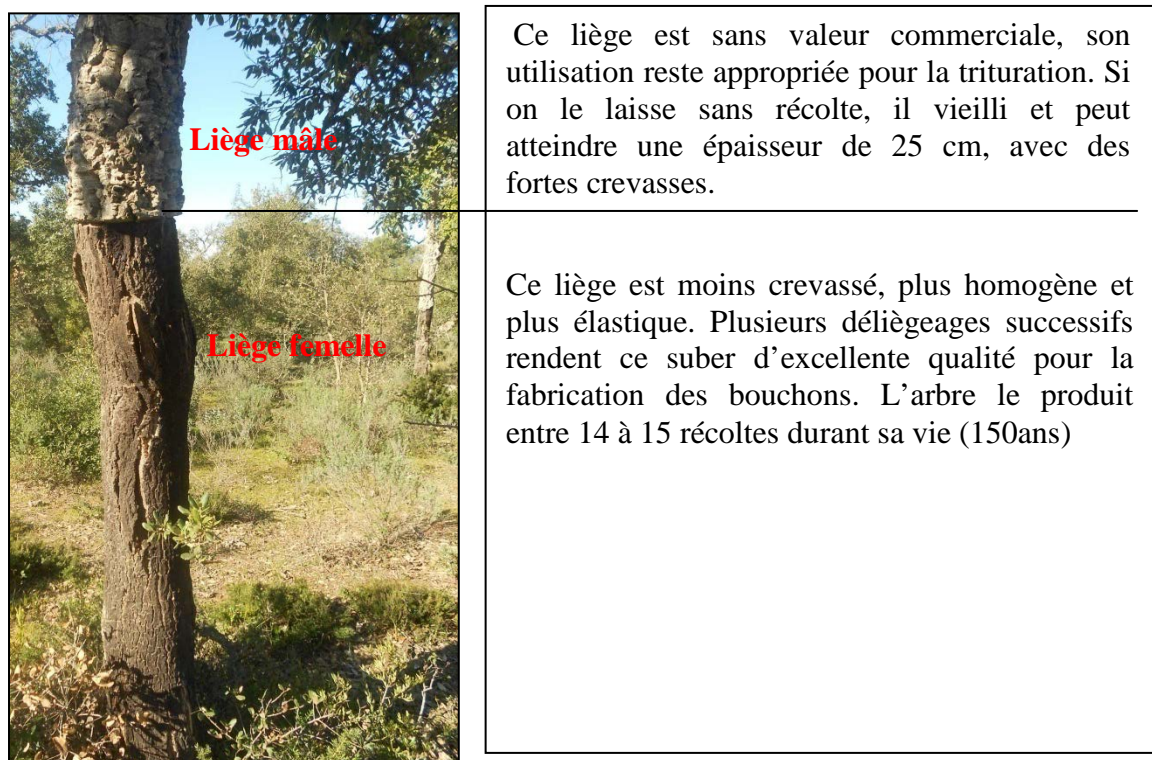 Liège mâle
Ce liège est sans valeur commerciale, son
utilisation reste appropriée pour la trituration. Si
on le laisse sans récolte, il vieilli et peut
atteindre une épaisseur de 25 cm, avec des
fortes crevasses.
Liège femelle
Ce liège est moins crevassé, plus homogène et
plus élastique. Plusieurs déliègeages successifs
rendent ce suber d’excellente qualité pour la
fabrication des bouchons. L’arbre le produit
entre 14 à 15 récoltes durant sa vie (150ans)